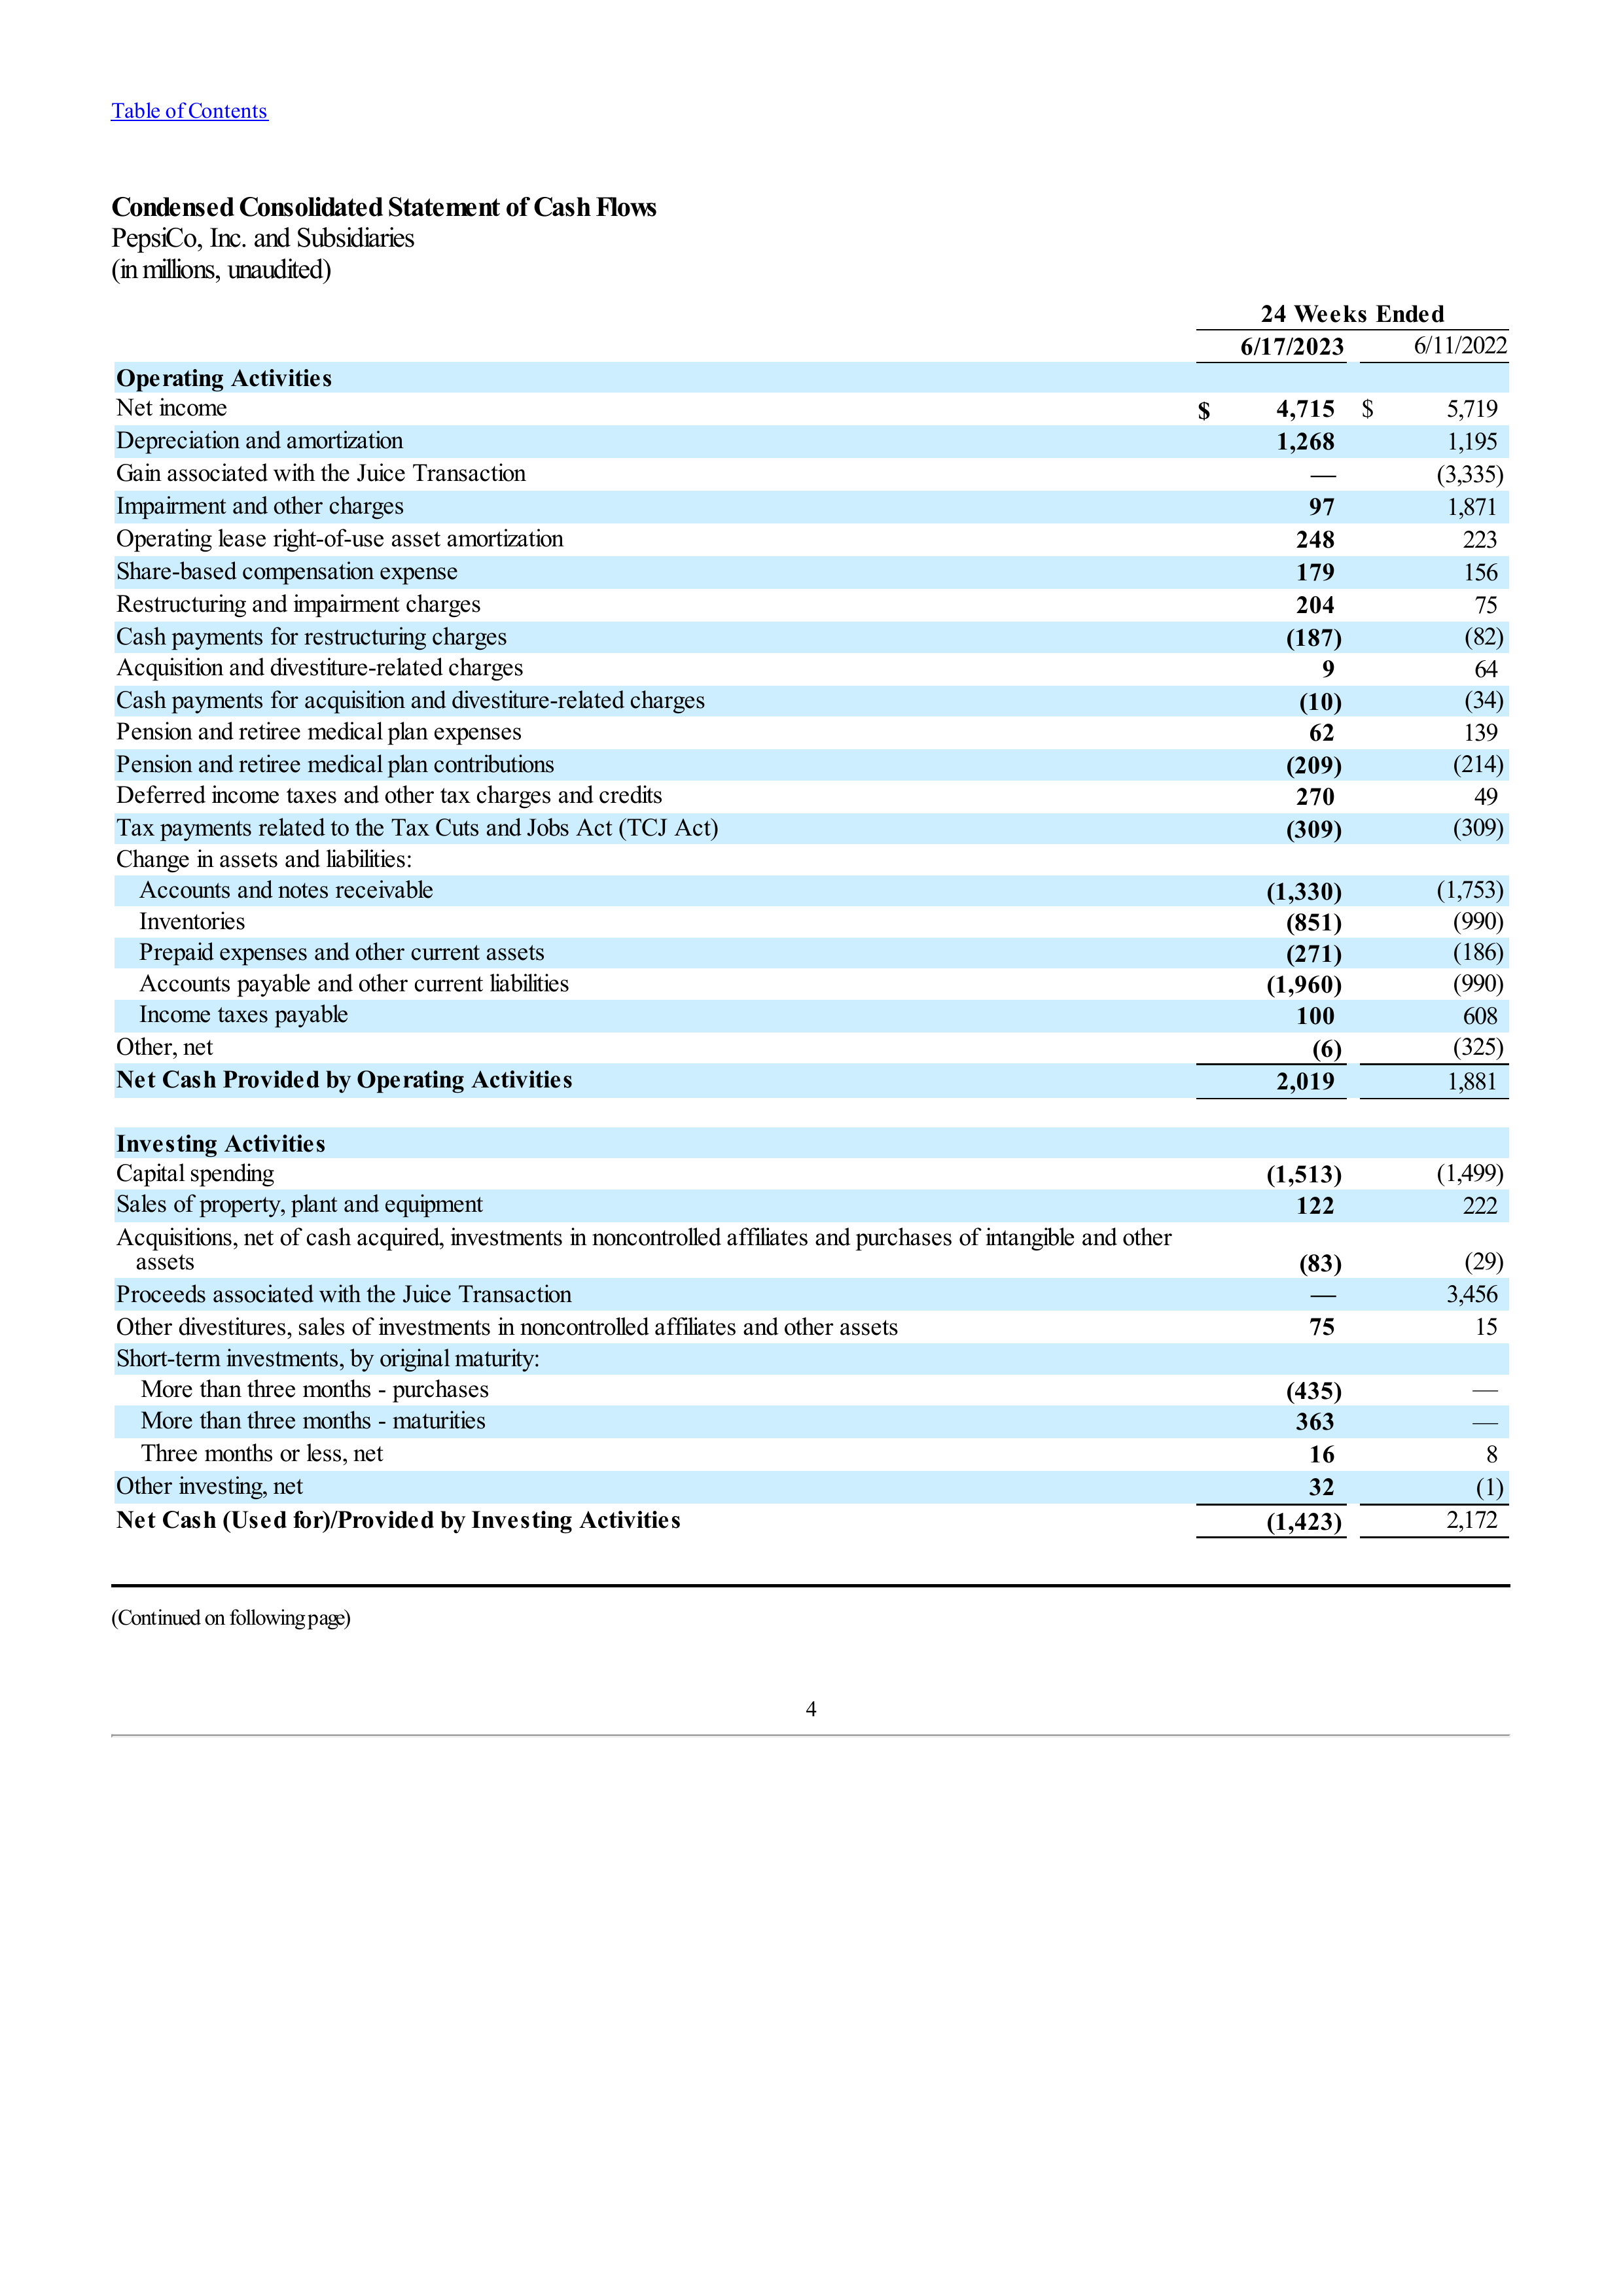 Table of Contents
Condensed Consolidated Statement of Cash Flows
PepsiCo, Inc. and Subsidiaries
(in millions, unaudited)
24 Weeks Ended
6/17/2023 6/11/2022
Operating Activities
Net income $ 4,715 $ 5,719
Depreciation and amortization 1,268 1,195
Gain associated with the Juice Transaction — (3,335)
Impairment and other charges 97 1,871
Operating lease right-of-use asset amortization 248 223
Share-based compensation expense 179 156
Restructuring and impairment charges 204 75
Cash payments for restructuring charges (187) (82)
Acquisition and divestiture-related charges 9 64
Cash payments for acquisition and divestiture-related charges (10) (34)
Pension and retiree medical plan expenses 62 139
Pension and retiree medical plan contributions (209) (214)
Deferred income taxes and other tax charges and credits 270 49
Tax payments related to the Tax Cuts and Jobs Act (TCJ Act) (309) (309)
Change in assets and liabilities:
Accounts and notes receivable (1,330) (1,753)
Inventories (851) (990)
Prepaid expenses and other current assets (271) (186)
Accounts payable and other current liabilities (1,960) (990)
Income taxes payable 100 608
Other, net (6) (325)
Net Cash Provided by Operating Activities 2,019 1,881
Investing Activities
Capital spending (1,513) (1,499)
Sales of property, plant and equipment 122 222
Acquisitions, net of cash acquired, investments in noncontrolled affiliates and purchases of intangible and other
assets (83) (29)
Proceeds associated with the Juice Transaction — 3,456
Other divestitures, sales of investments in noncontrolled affiliates and other assets 75 15
Short-term investments, by original maturity:
More than three months - purchases (435) —
More than three months - maturities 363 —
Three months or less, net 16 8
Other investing, net 32 (1)
Net Cash (Used for)/Provided by Investing Activities (1,423) 2,172
(Continued on following page)
4